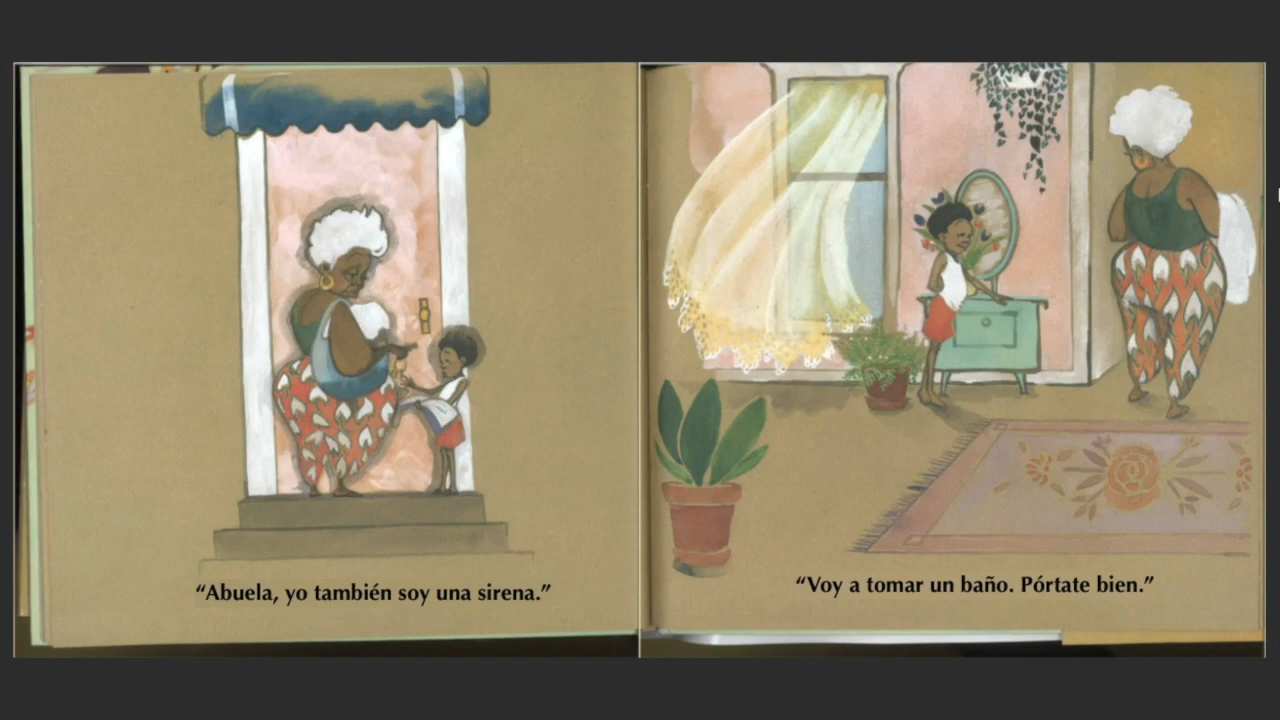 “Abuela, yo también soy una sirena.”
“Voy a tomar un baño. Pórtate bien.”